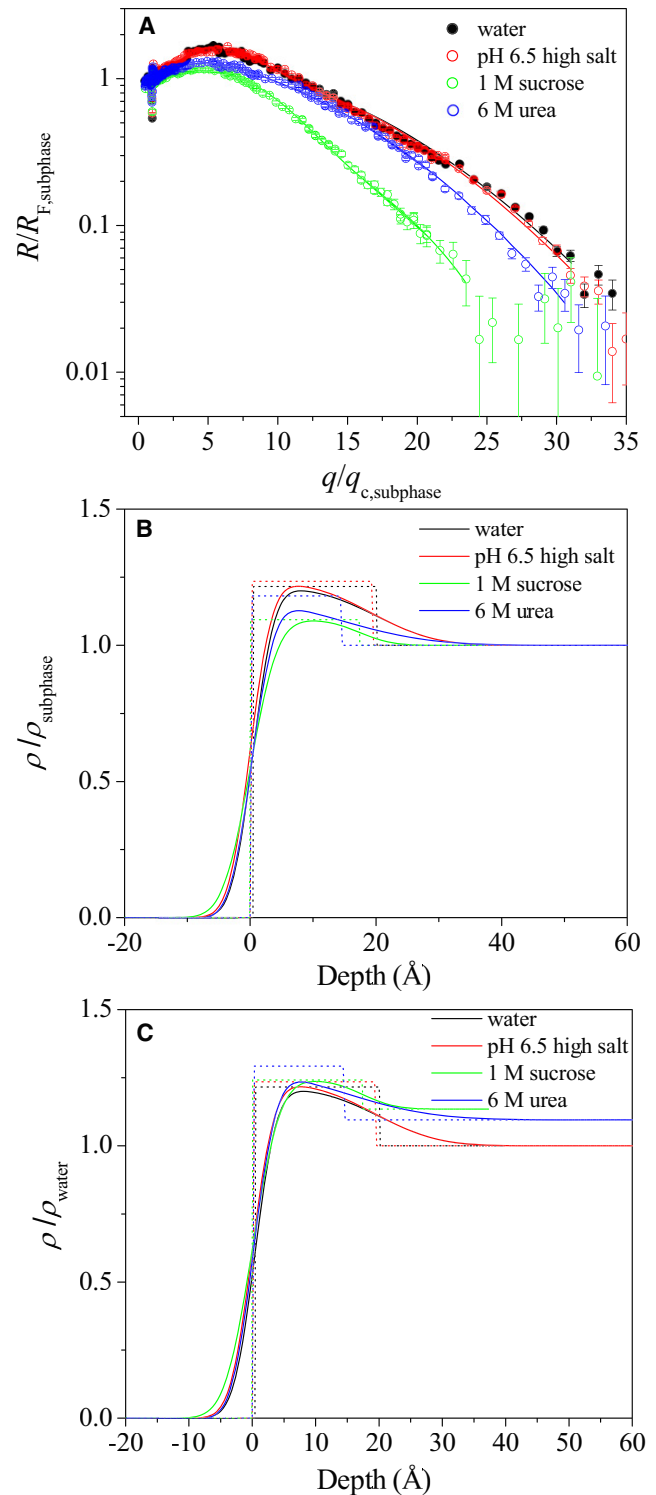 A
water
pH 6.5 high salt
1 M sucrose
6 M urea
R/R_F,subphase
1
0.1
0.01
0 5 10 15 20 25 30 35
q/q_c,subphase
B
water
pH 6.5 high salt
1 M sucrose
6 M urea
ρ/ρ_subphase
1.5
1.0
0.5
0.0
-20 0 20 40 60
Depth (Å)
C
water
pH 6.5 high salt
1 M sucrose
6 M urea
ρ/ρ_water
1.5
1.0
0.5
0.0
-20 -10 0 10 20 30 40 50 60
Depth (Å)